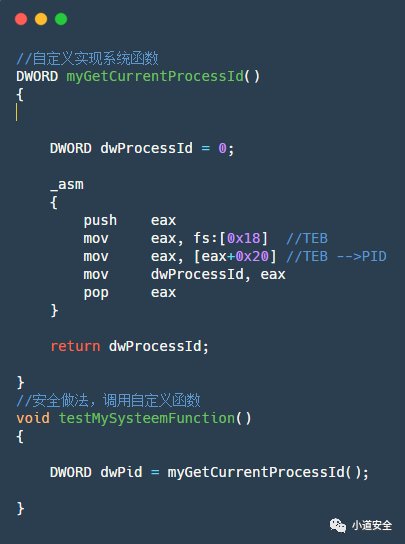 //自定义实现系统函数
DWORD myGetCurrentProcessId()
{
    DWORD dwProcessId = 0;
    _asm
    {
        push    eax
        mov     eax, fs:[0x18]  //TEB
        mov     eax, [eax+0x20] //TEB -->PID
        mov     dwProcessId, eax
        pop     eax
    }
    return dwProcessId;
}
//安全做法，调用自定义函数
void testMySysteemFunction()
{
    DWORD dwPid = myGetCurrentProcessId();
}
小道安全